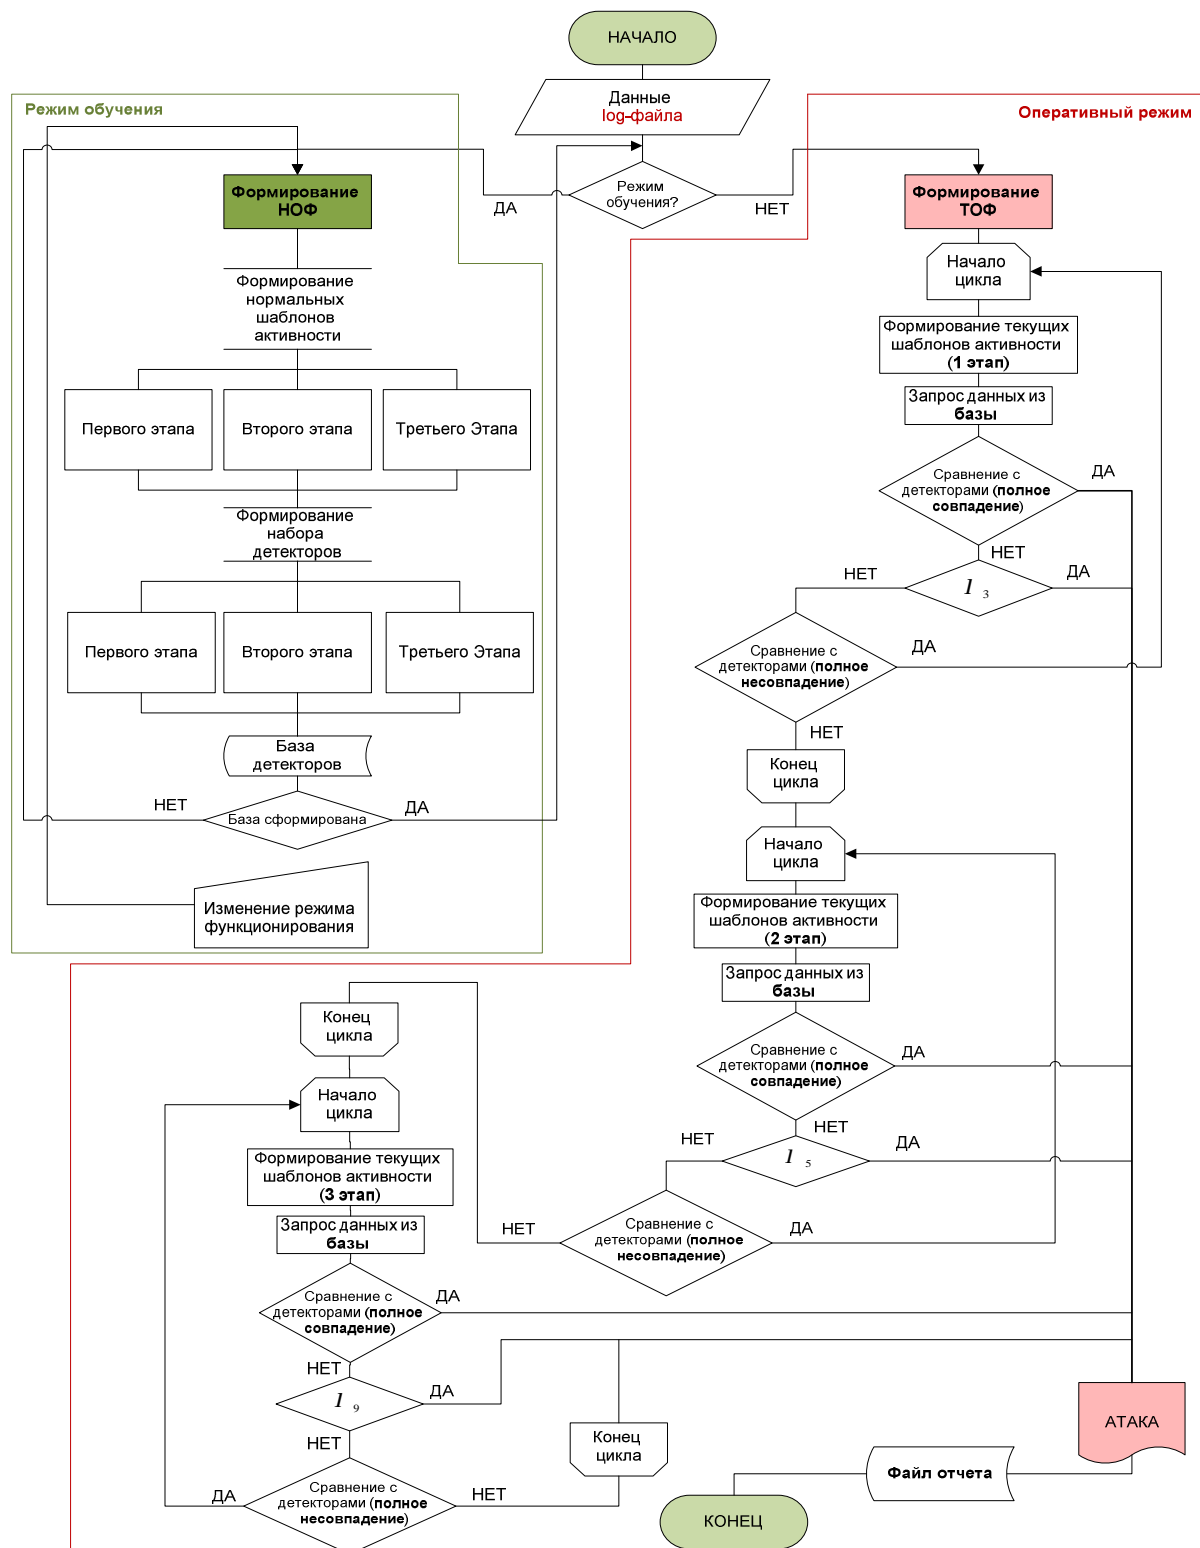 НАЧАЛО
Данные
log-файла
Режим обучения
Оперативный режим
Режим
обучения?
ДА
НЕТ
Формирование
НОФ
Формирование
нормальных
шаблонов
активности
Первого этапа
Второго этапа
Третьего Этапа
Формирование
набора
детекторов
Первого этапа
Второго этапа
Третьего Этапа
База
детекторов
НЕТ
База сформирована
ДА
Изменение режима
функционирования
Формирование
ТОФ
Начало
цикла
Формирование текущих
шаблонов активности
(1 этап)
Запрос данных из
базы
Сравнение с
детекторами (полное
совпадение)
ДА
НЕТ
l 3
ДА
НЕТ
Сравнение с
детекторами (полное
несовпадение)
ДА
НЕТ
Конец
цикла
Начало
цикла
Формирование текущих
шаблонов активности
(2 этап)
Запрос данных из
базы
Сравнение с
детекторами (полное
совпадение)
ДА
НЕТ
l 5
ДА
НЕТ
Сравнение с
детекторами (полное
несовпадение)
ДА
НЕТ
Конец
цикла
Начало
цикла
Формирование текущих
шаблонов активности
(3 этап)
Запрос данных из
базы
Сравнение с
детекторами (полное
совпадение)
ДА
НЕТ
l 9
ДА
НЕТ
Сравнение с
детекторами (полное
несовпадение)
ДА
НЕТ
Конец
цикла
АТАКА
Файл отчета
КОНЕЦ